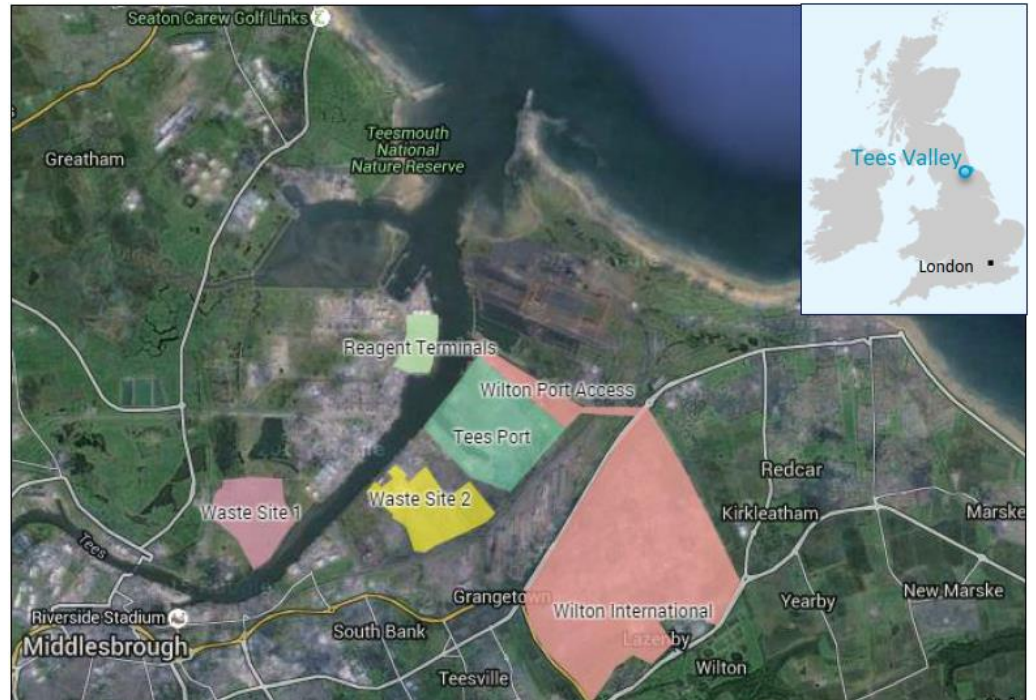 Seaton Carew Golf Links
Greatham
Teesmouth
National
Nature Reserve
Tees Valley
London
Reagent Terminals
Wilton Port Access
Tees Port
Waste Site 1
Waste Site 2
Redcar
Kirkleatham
Marske
Tees
Grangetown
Wilton International
Yearby
New Marske
Riverside Stadium
Middlesbrough
South Bank
Lazenby
Wilton
Teesville